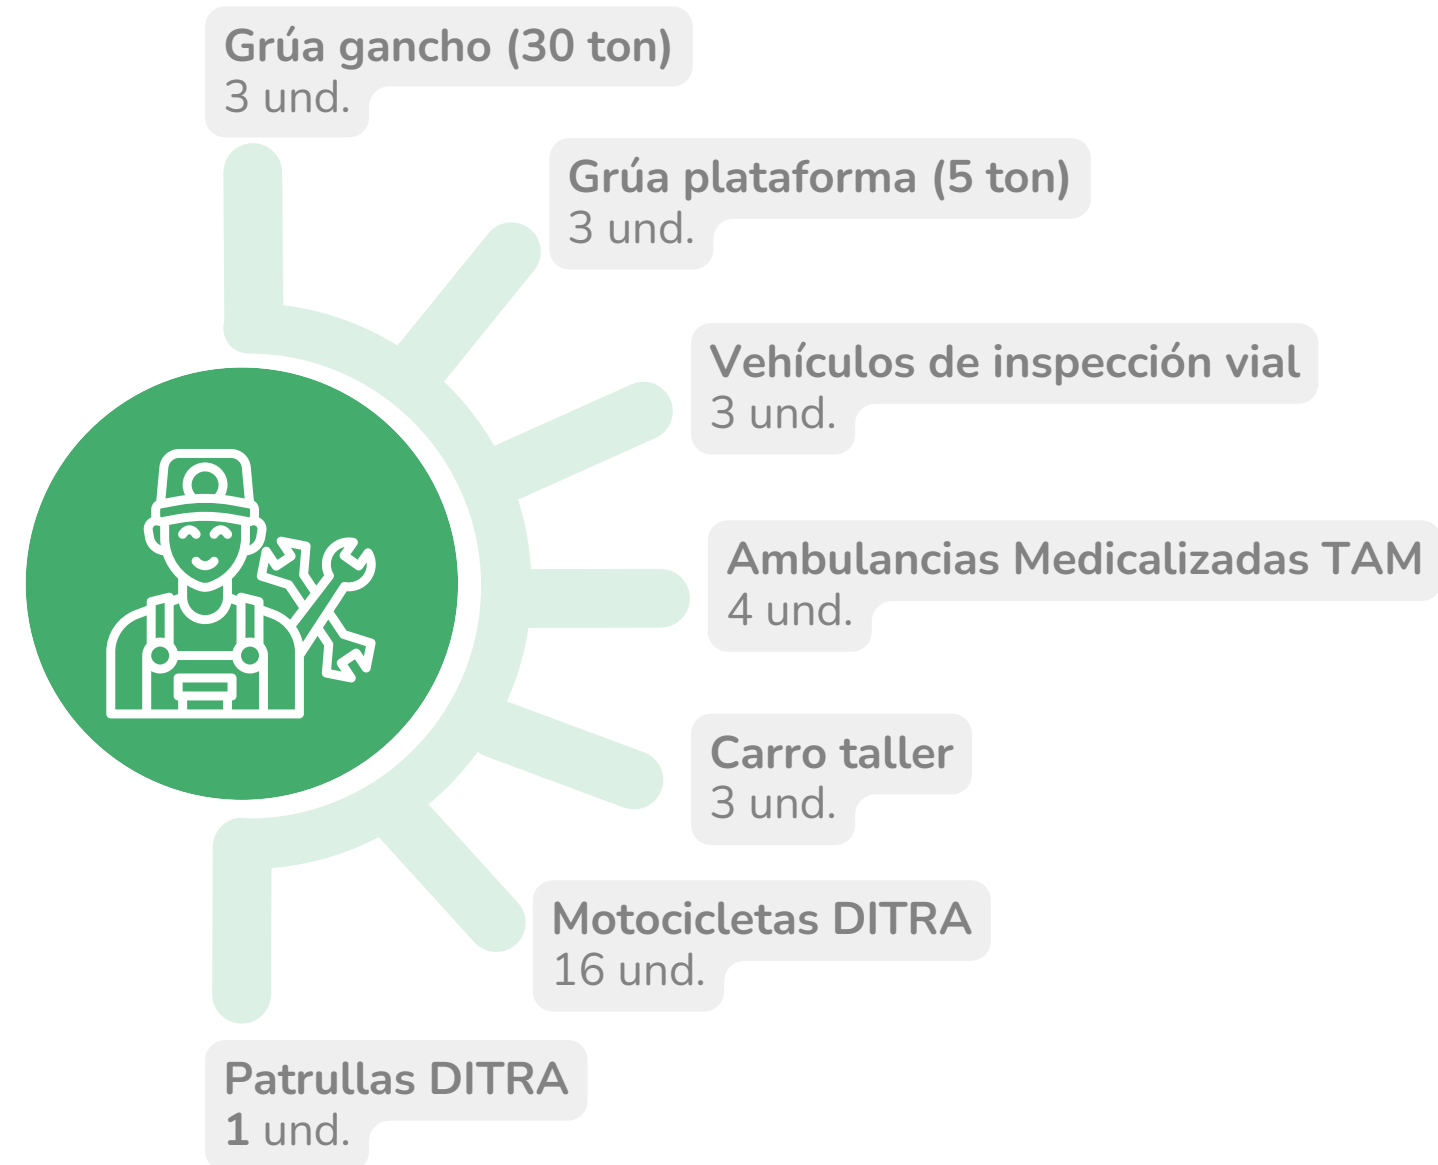 Grúa gancho (30 ton)
3 und.
Grúa plataforma (5 ton)
3 und.
Vehículos de inspección vial
3 und.
Ambulancias Medicalizadas TAM
4 und.
Carro taller
3 und.
Motocicletas DITRA
16 und.
Patrullas DITRA
1 und.